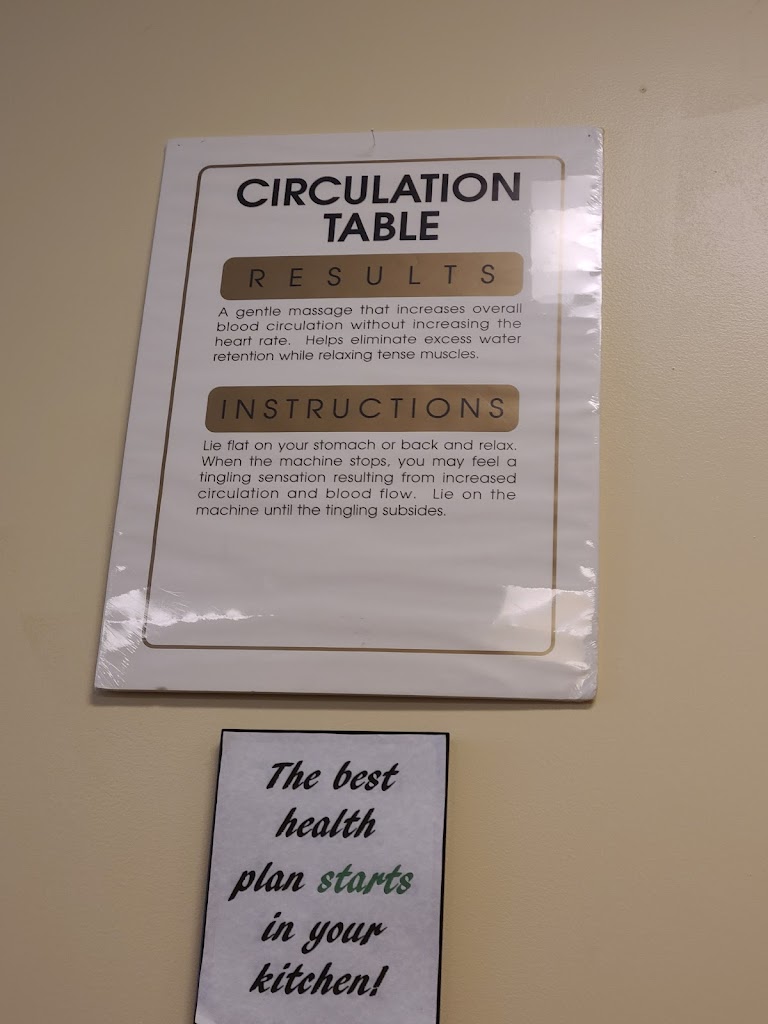 CIRCULATION
TABLE
RESULTS
A gentle massage that increases overall
blood circulation without increasing the
heart rate. Helps eliminate excess water
retention while relaxing tense muscles.
INSTRUCTIONS
Lie flat on your stomach or back and relax.
When the machine stops, you may feel a
tingling sensation resulting from increased
circulation and blood flow. Lie on the
machine until the tingling subsides.
The best
health
plan starts
in your
kitchen!